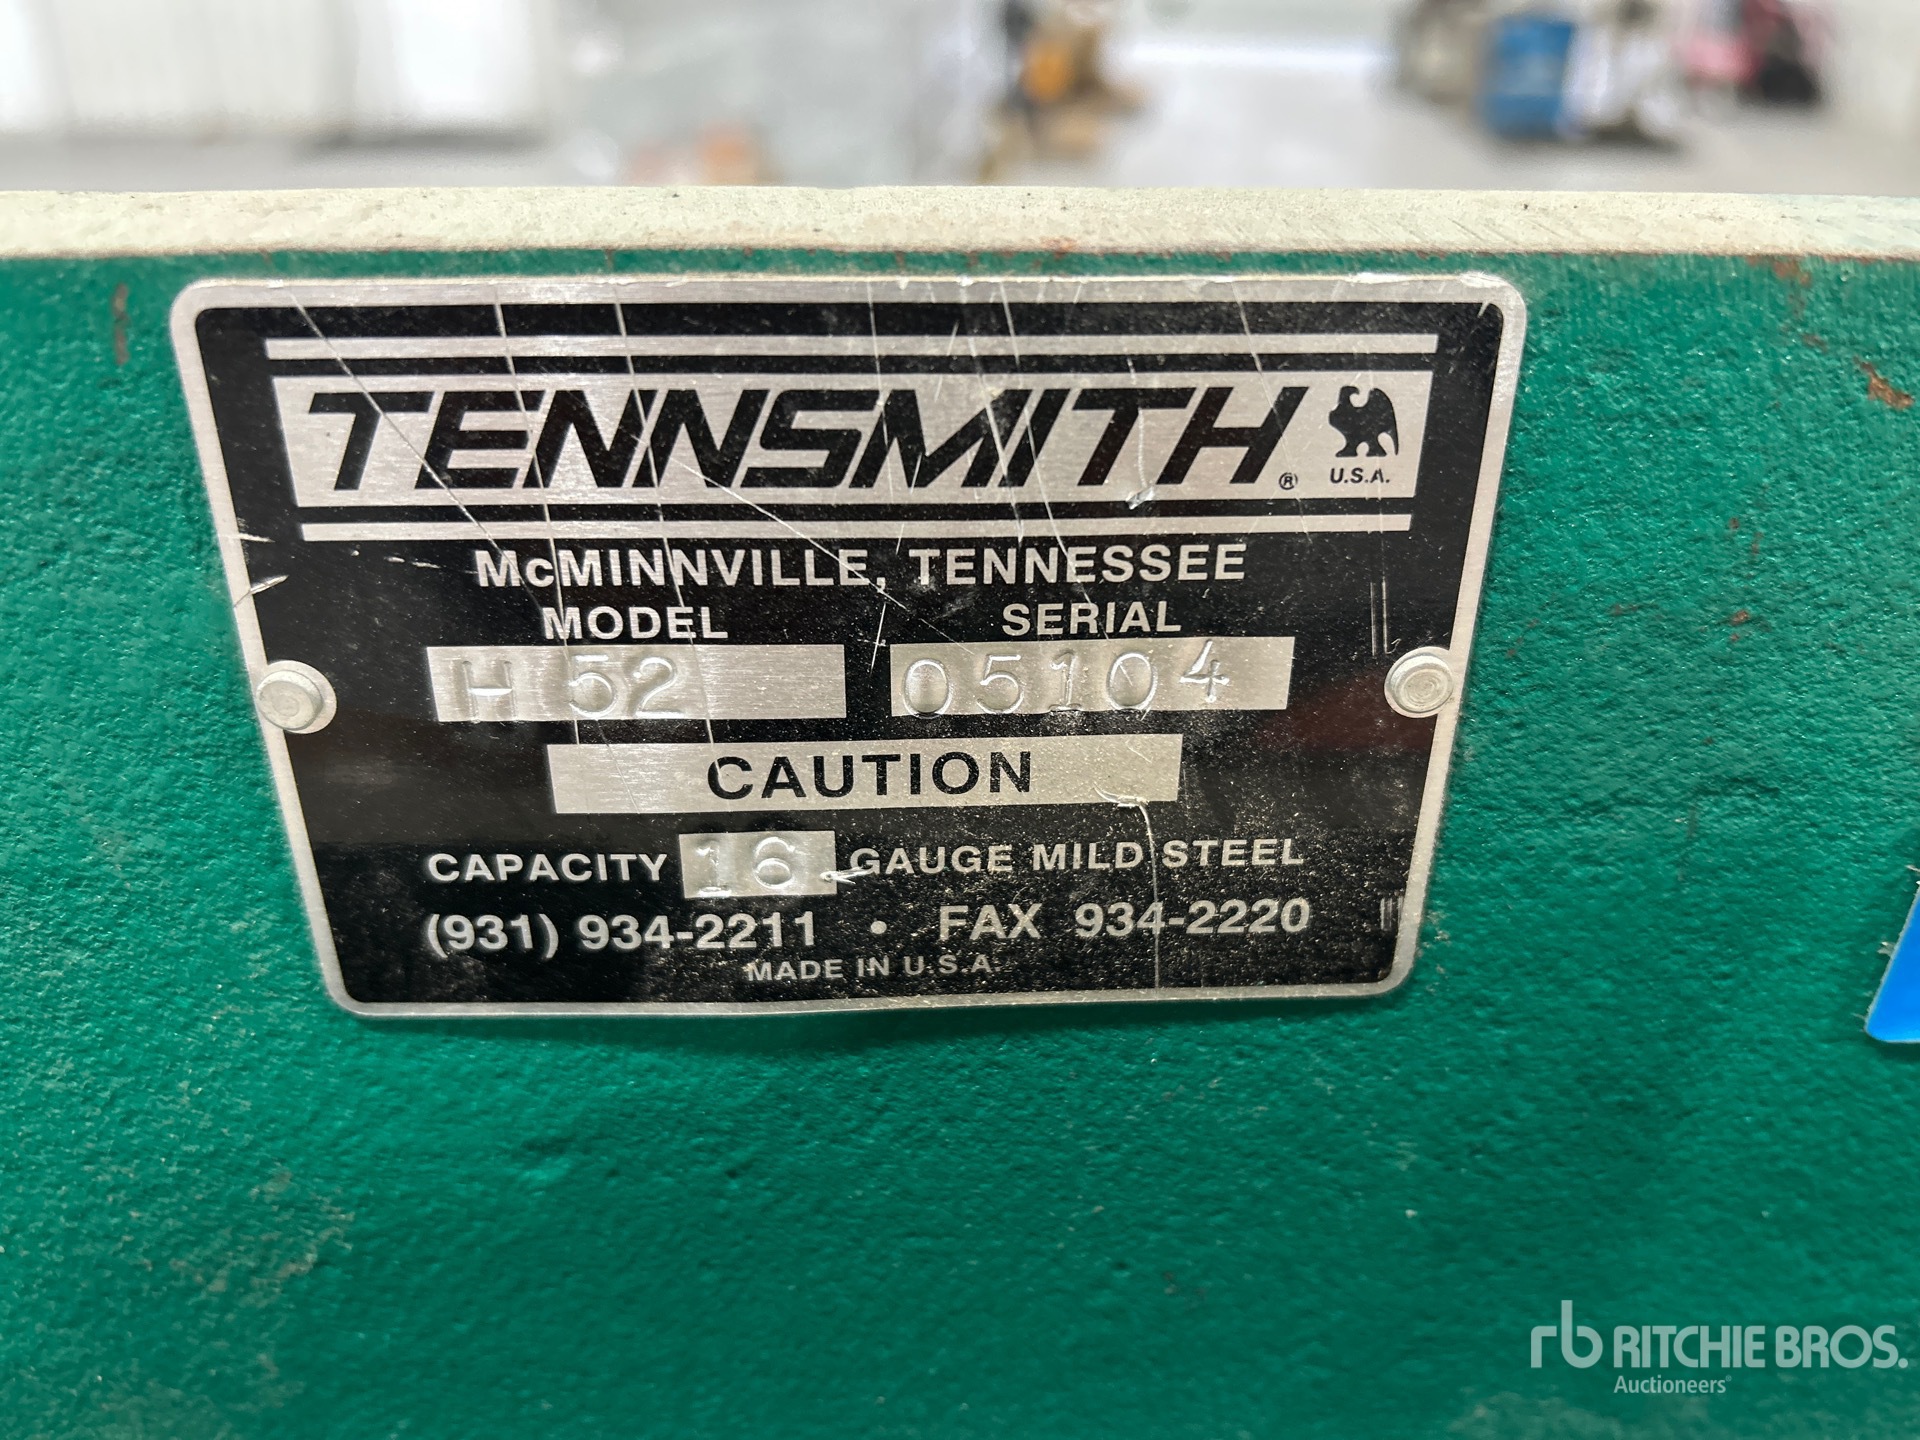 TENNSMITH®
U.S.A.
McMINNVILLE, TENNESSEE
MODEL SERIAL
H 52 05104
CAUTION
CAPACITY 16 GAUGE MILD STEEL
(931) 934-2211 • FAX 934-2220
MADE IN U.S.A.
rb RITCHIE BROS.
Auctioneers